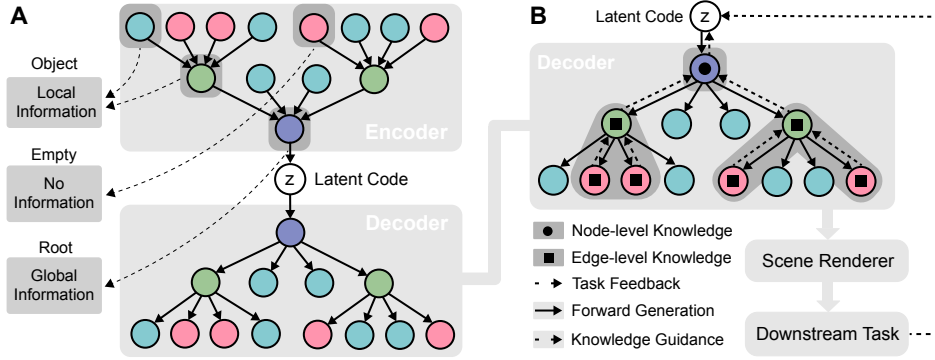 A
Object
Local
Information
Empty
No
Information
Root
Global
Information
Encoder
z
Latent Code
Decoder
B
Latent Code
z
Decoder
Node-level Knowledge
Edge-level Knowledge
Task Feedback
Forward Generation
Knowledge Guidance
Scene Renderer
Downstream Task